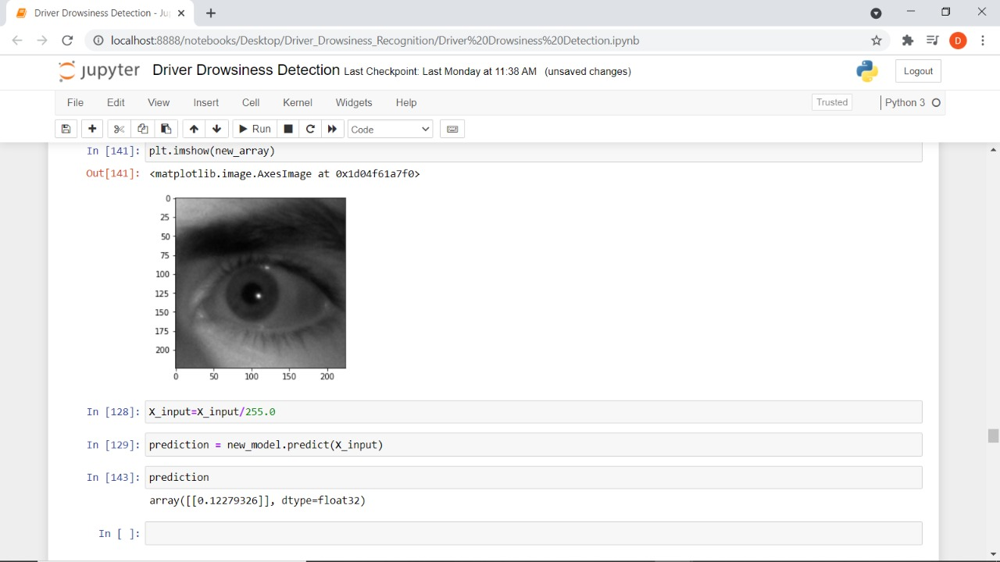 Driver Drowsiness Detection - Ju
localhost:8888/notebooks/Desktop/Driver_Drowsiness_Recognition/Driver%20Drowsiness%20Detection.ipynb
D
jupyter Driver Drowsiness Detection Last Checkpoint: Last Monday at 11:38 AM (unsaved changes)
Logout
File Edit View Insert Cell Kernel Widgets Help
Trusted
Python 3
Run
Code
In [141]: plt.imshow(new_array)
Out[141]: <matplotlib.image.AxesImage at 0x1d04f61a7f0>
0
25
50
75
100
125
150
175
200
0 50 100 150 200
In [128]: X_input=X_input/255.0
In [129]: prediction = new_model.predict(X_input)
In [143]: prediction
array([[0.12279326]], dtype=float32)
In [ ]: